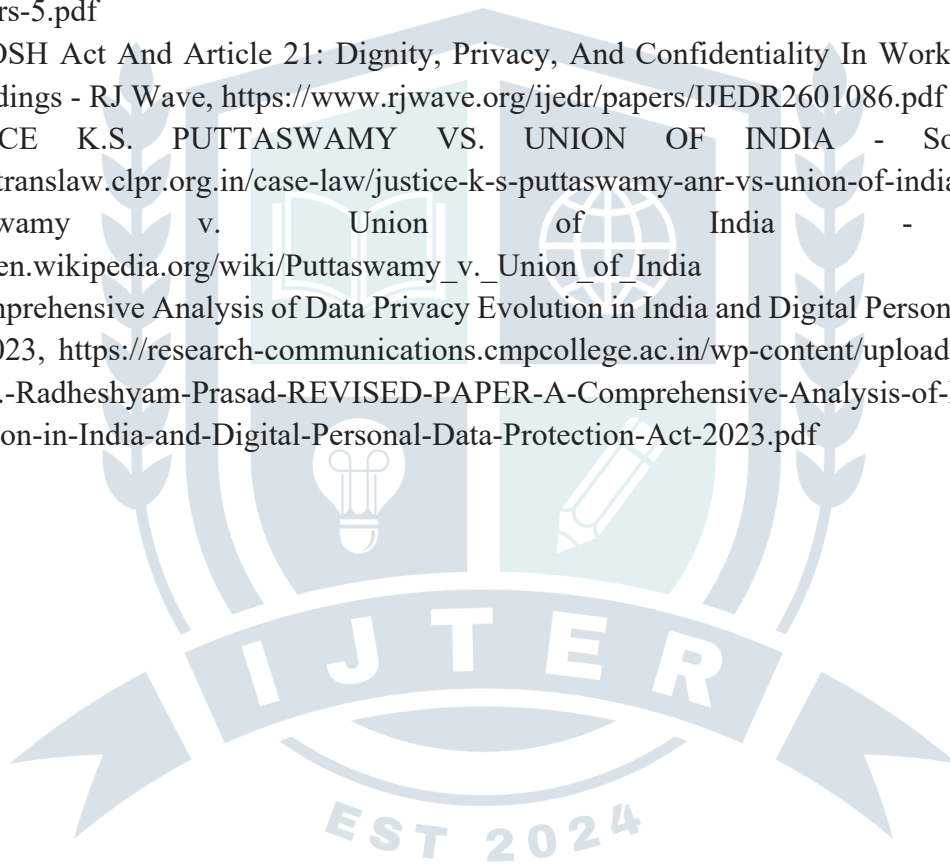 rs-5.pdf
OSH Act And Article 21: Dignity, Privacy, And Confidentiality In Work
dings - RJ Wave, https://www.rjwave.org/ijedr/papers/IJEDR2601086.pdf
CE K.S. PUTTASWAMY VS. UNION OF INDIA - So
translaw.clpr.org.in/case-law/justice-k-s-puttaswamy-anr-vs-union-of-india
wamy v. Union of India -
en.wikipedia.org/wiki/Puttaswamy_v._Union_of_India
mprehensive Analysis of Data Privacy Evolution in India and Digital Person
023, https://research-communications.cmpcollege.ac.in/wp-content/upload
.-Radheshyam-Prasad-REVISED-PAPER-A-Comprehensive-Analysis-of-
ion-in-India-and-Digital-Personal-Data-Protection-Act-2023.pdf
IJTER
EST 2024